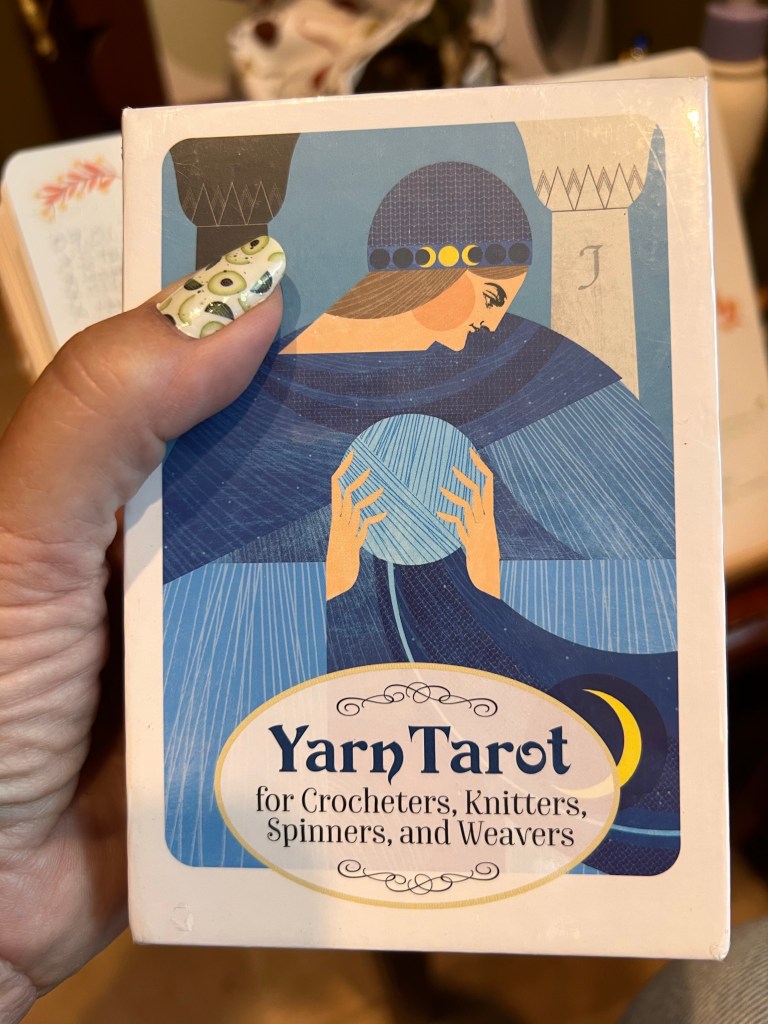 J
Yarn Tarot
for Crocheters, Knitters,
Spinners, and Weavers